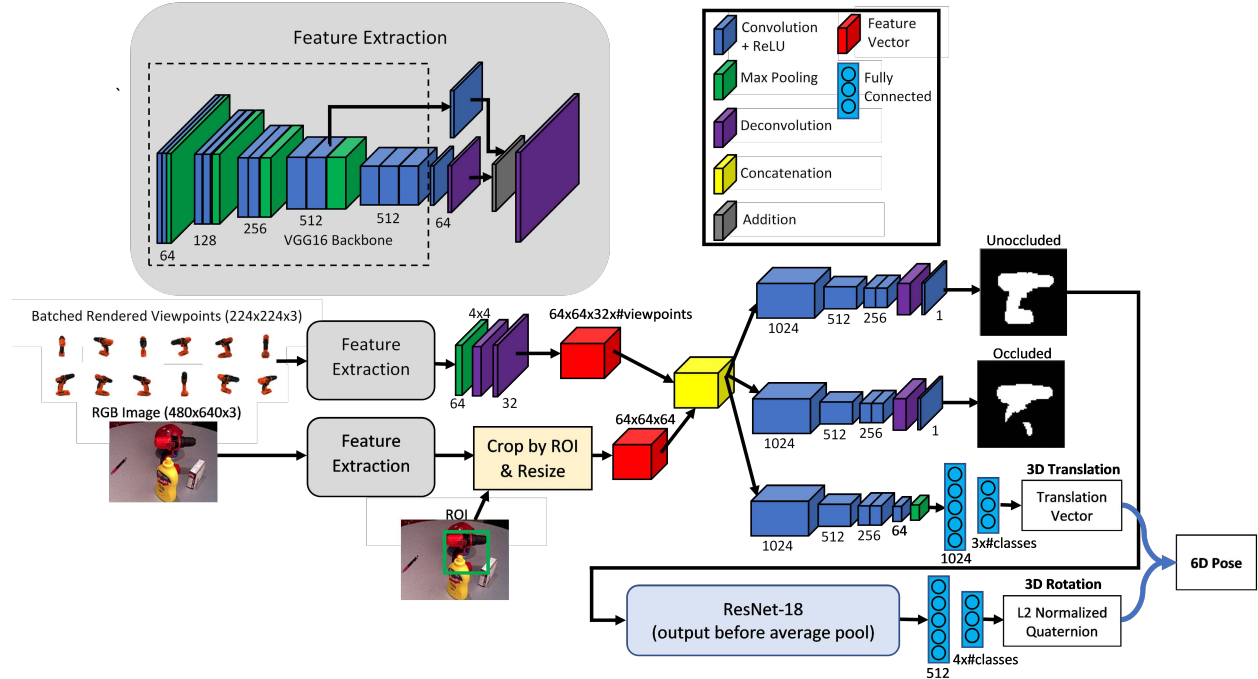 Feature Extraction
64
128
256
512
512
64
VGG16 Backbone
Convolution
+ ReLU
Max Pooling
Deconvolution
Concatenation
Addition
Feature
Vector
Fully
Connected
Batched Rendered Viewpoints (224x224x3)
RGB Image (480x640x3)
Feature
Extraction
Feature
Extraction
4x4
64
32
64x64x32x#viewpoints
Crop by ROI
& Resize
64x64x64
ROI
1024
512
256
1
Unoccluded
1024
512
256
1
Occluded
1024
512
256
64
1024
3x#classes
3D Translation
Translation
Vector
ResNet-18
(output before average pool)
512
4x#classes
3D Rotation
L2 Normalized
Quaternion
6D Pose